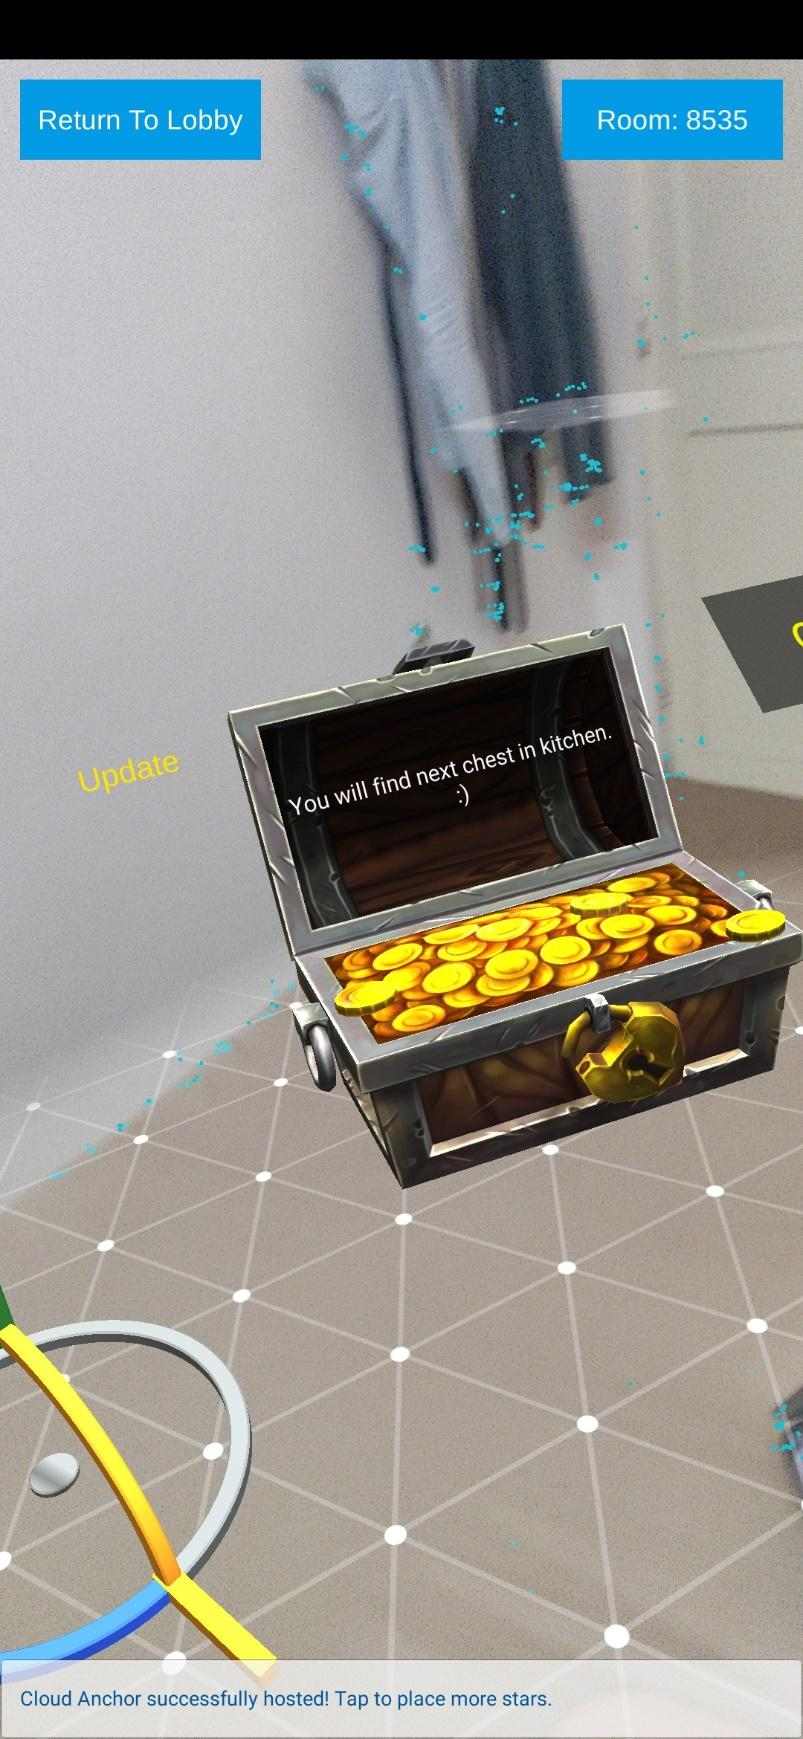 Return To Lobby
Room: 8535
Update
You will find next chest in kitchen.
:)
Cloud Anchor successfully hosted! Tap to place more stars.